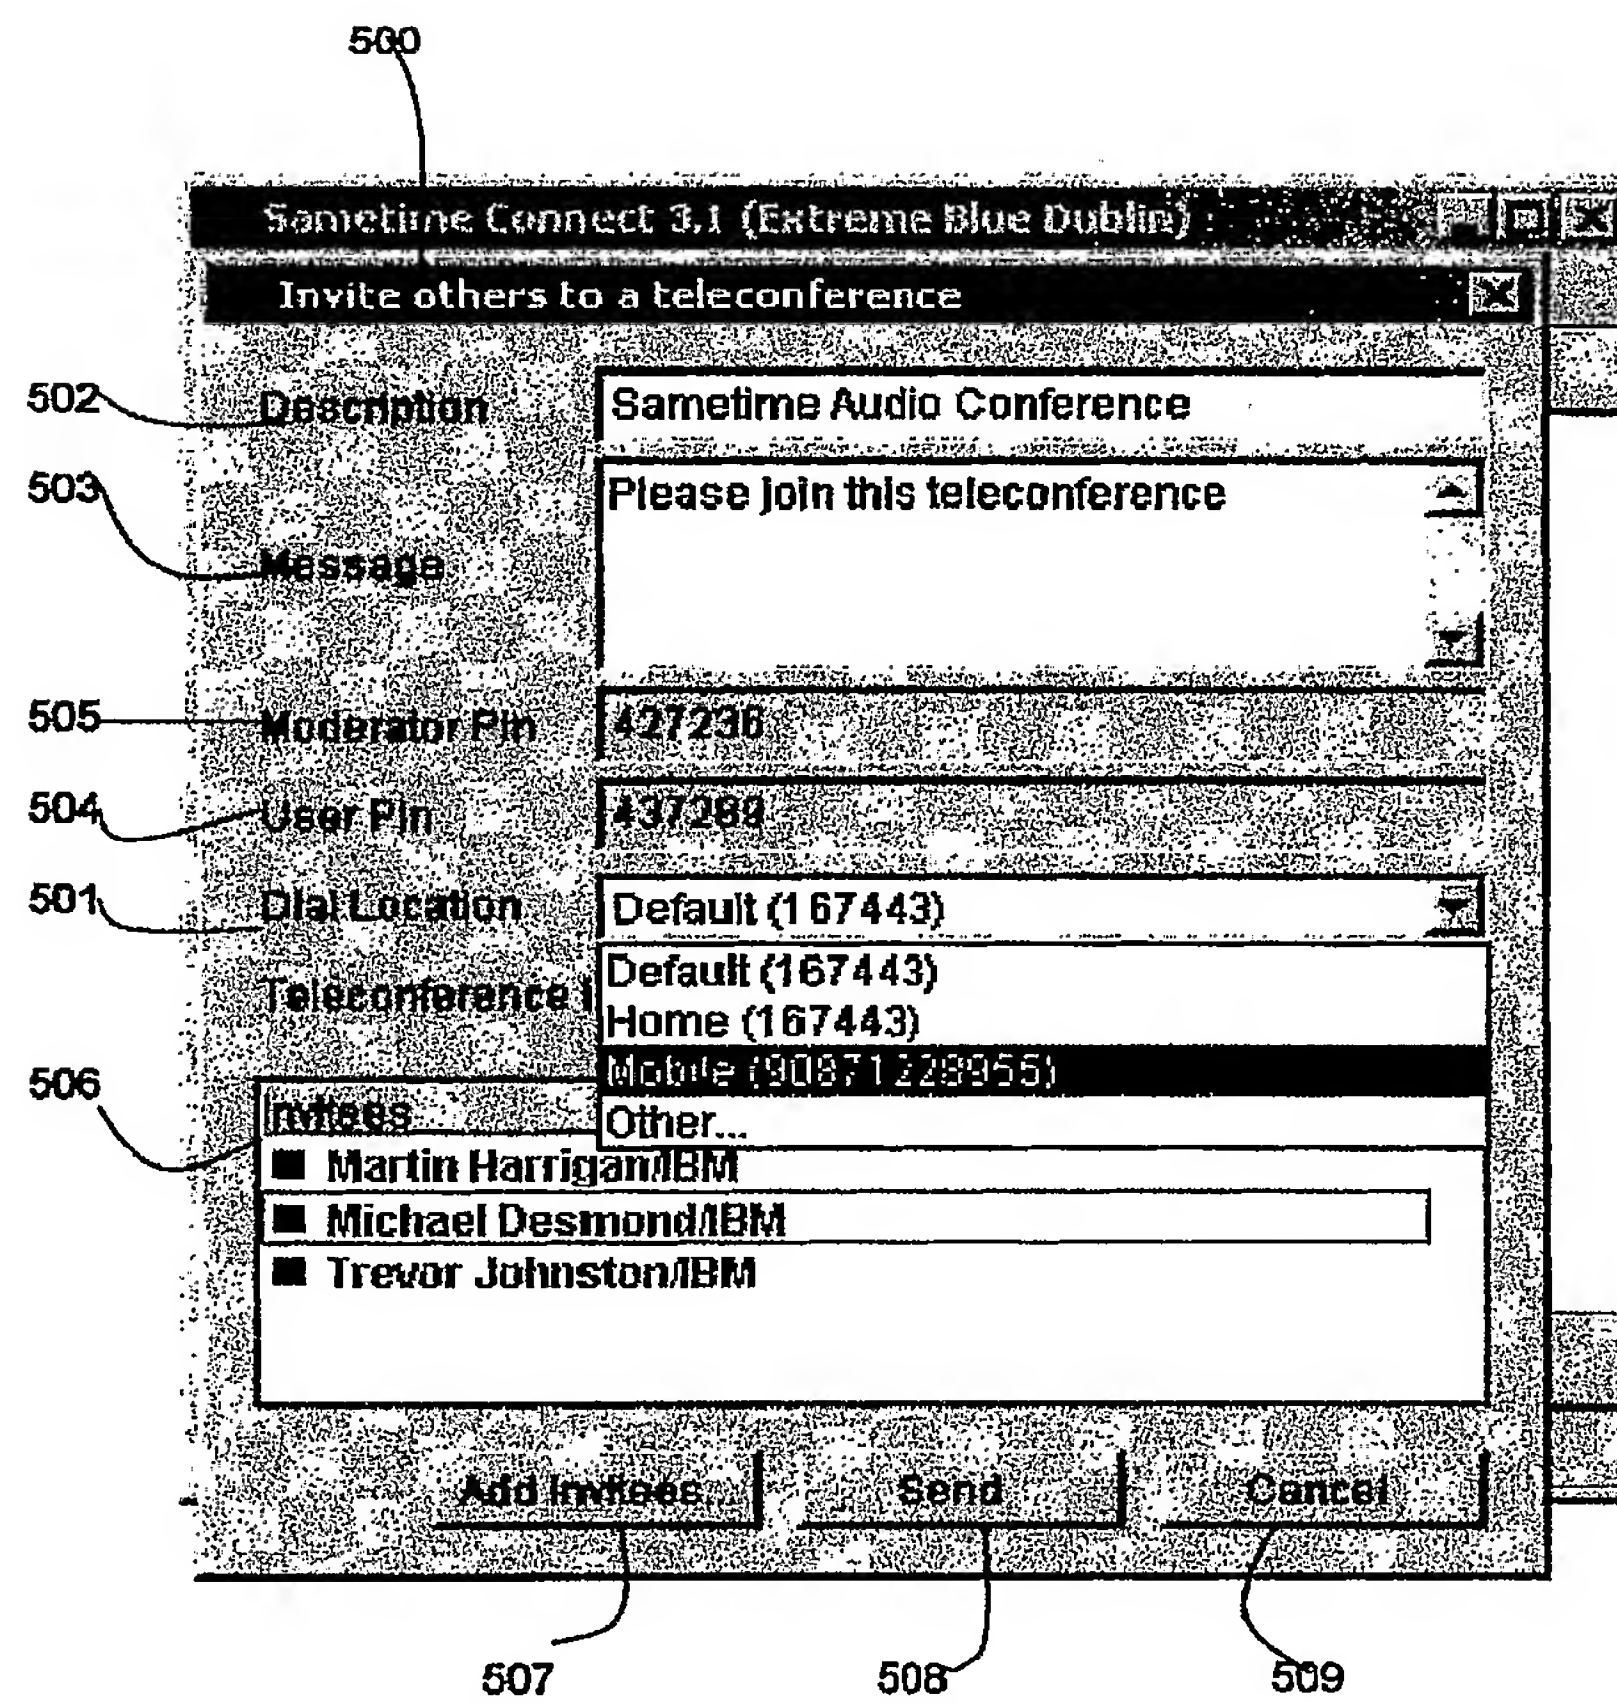 500
Sametime Connect 3.1 (Extreme Blue Dublin)
Invite others to a teleconference
502 Description Sametime Audio Conference
503 Message Please join this teleconference
505 Moderator Pin 427236
504 User Pin 437289
501 Dial Location Default (167443)
Default (167443)
Teleconference
Home (167443)
Mobile (90871228955)
506 Invitees Other...
Martin Harrigan/IBM
Michael Desmond/IBM
Trevor Johnston/IBM
Add Invitees... Send Cancel
507 508 509